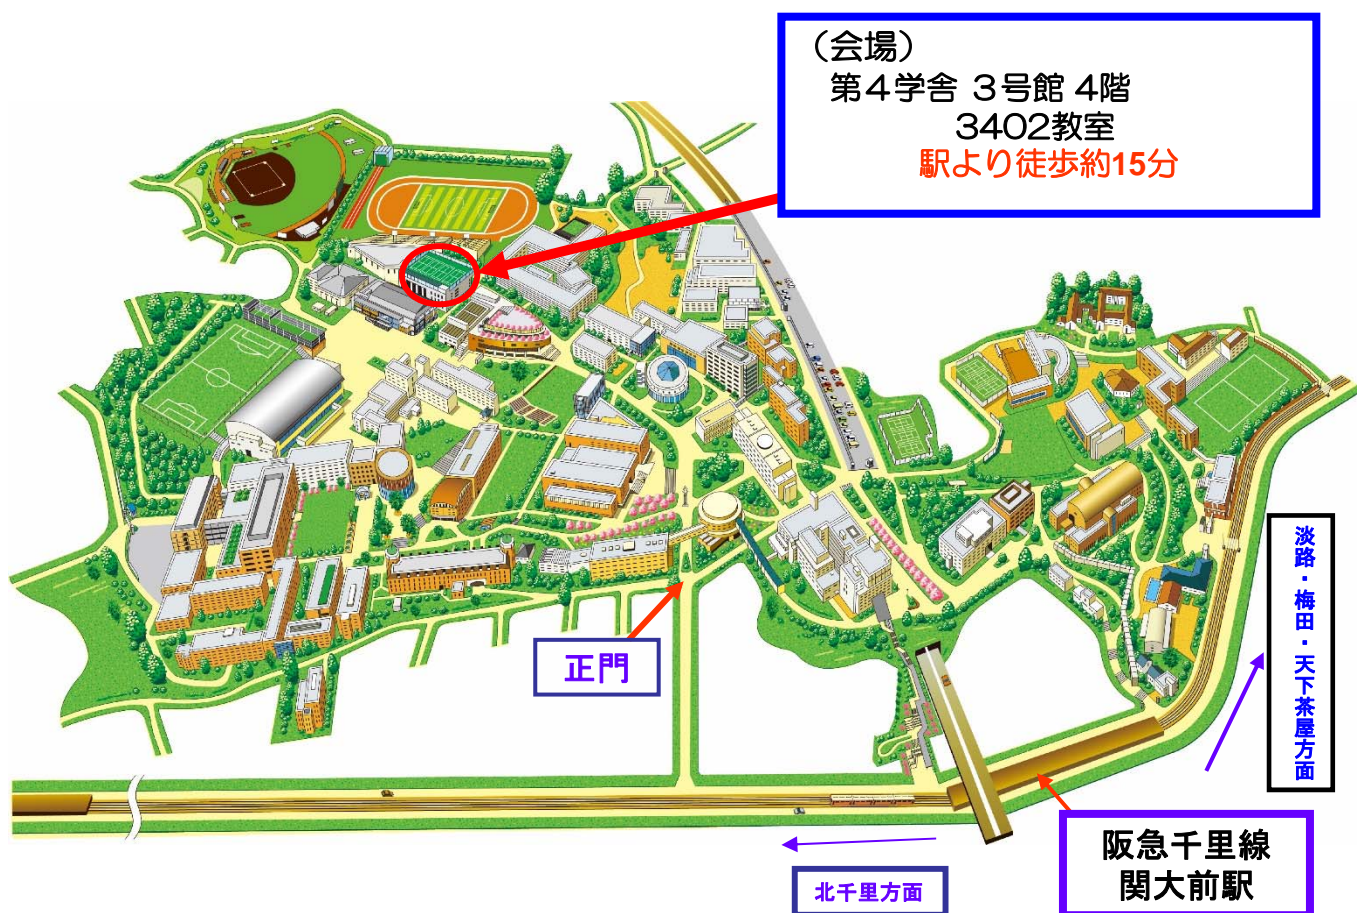 （会場）
第４学舎 ３号館 4階
３４０２教室
駅より徒歩約15分
正門
淡路・梅田・天下茶屋方面
阪急千里線
関大前駅
北千里方面